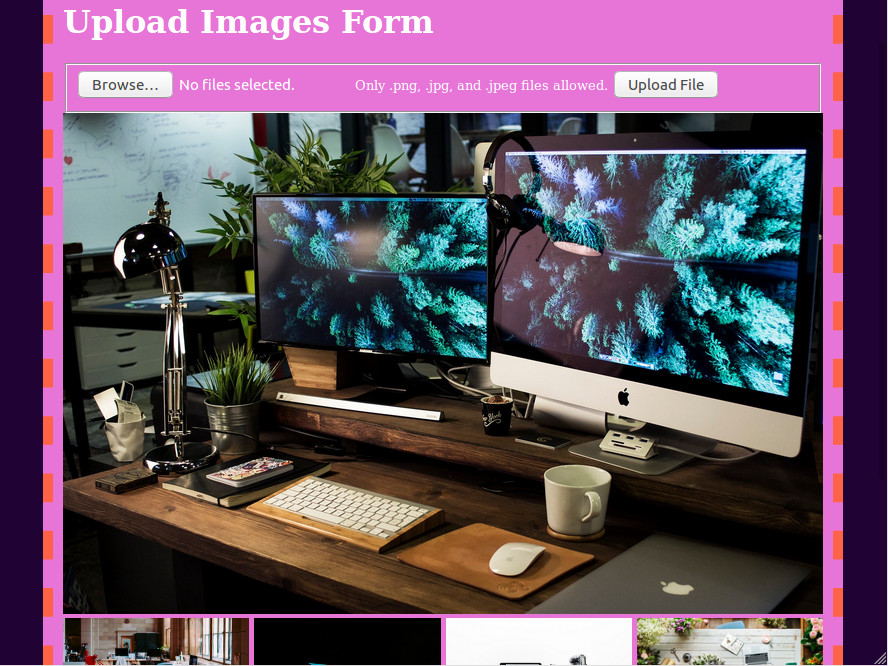 Upload Images Form
Browse... No files selected. Only .png, .jpg, and .jpeg files allowed. Upload File